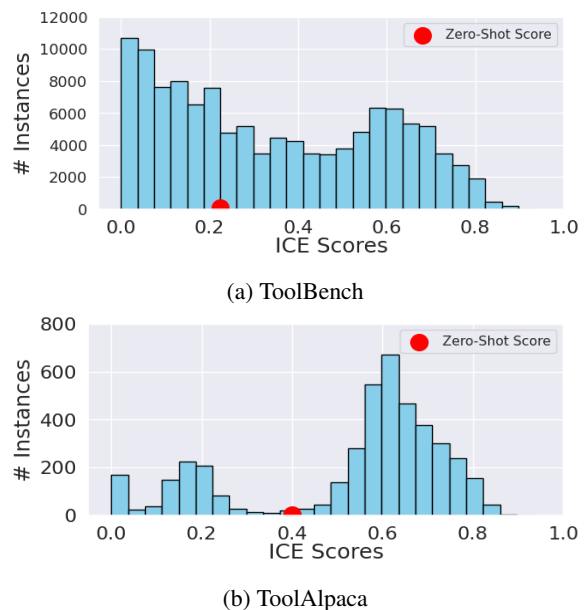 12000
10000
8000
6000
4000
2000
0
# Instances
Zero-Shot Score
0.0 0.2 0.4 0.6 0.8 1.0
ICE Scores
(a) ToolBench
800
600
400
200
0
# Instances
Zero-Shot Score
0.0 0.2 0.4 0.6 0.8 1.0
ICE Scores
(b) ToolAlpaca